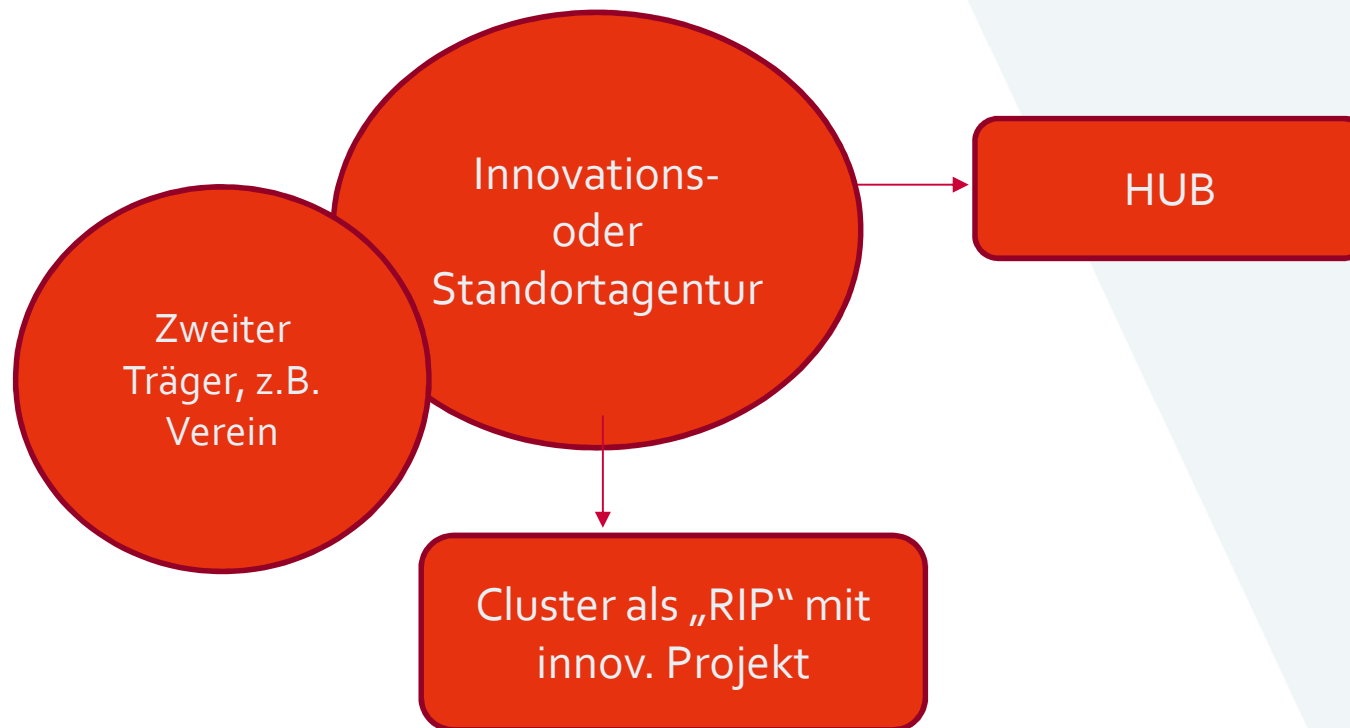 Innovations-
oder
Standortagentur
HUB
Zweiter
Träger, z.B.
Verein
Cluster als „RIP“ mit
innov. Projekt